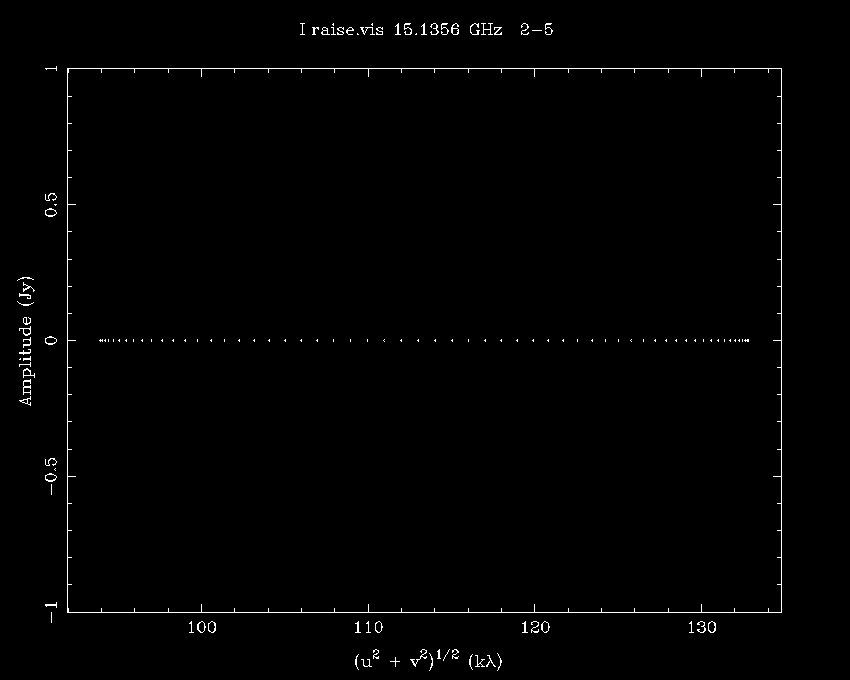 I raise.vis 15.1356 GHz 2−5
1
0.5
0
−0.5
−1
Amplitude (Jy)
100 110 120 130
(u² + v²)¹/² (kλ)